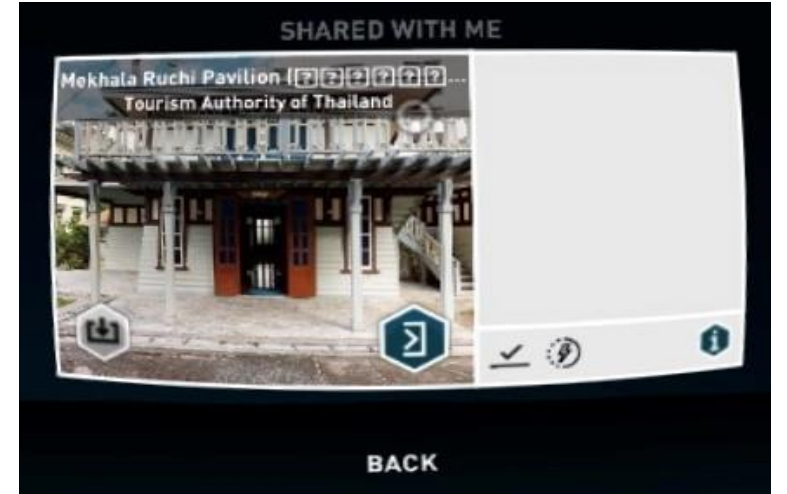 SHARED WITH ME
Mekhala Ruchi Pavilion (⍰⍰⍰⍰⍰⍰...
Tourism Authority of Thailand
BACK